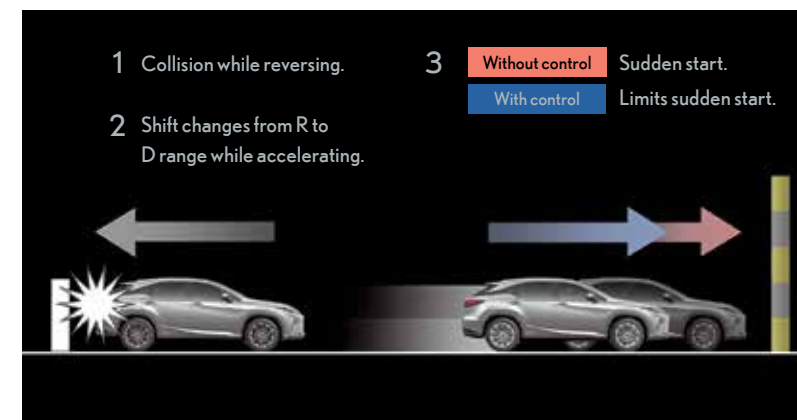 1 Collision while reversing.
2 Shift changes from R to
D range while accelerating.
3 Without control Sudden start.
With control Limits sudden start.